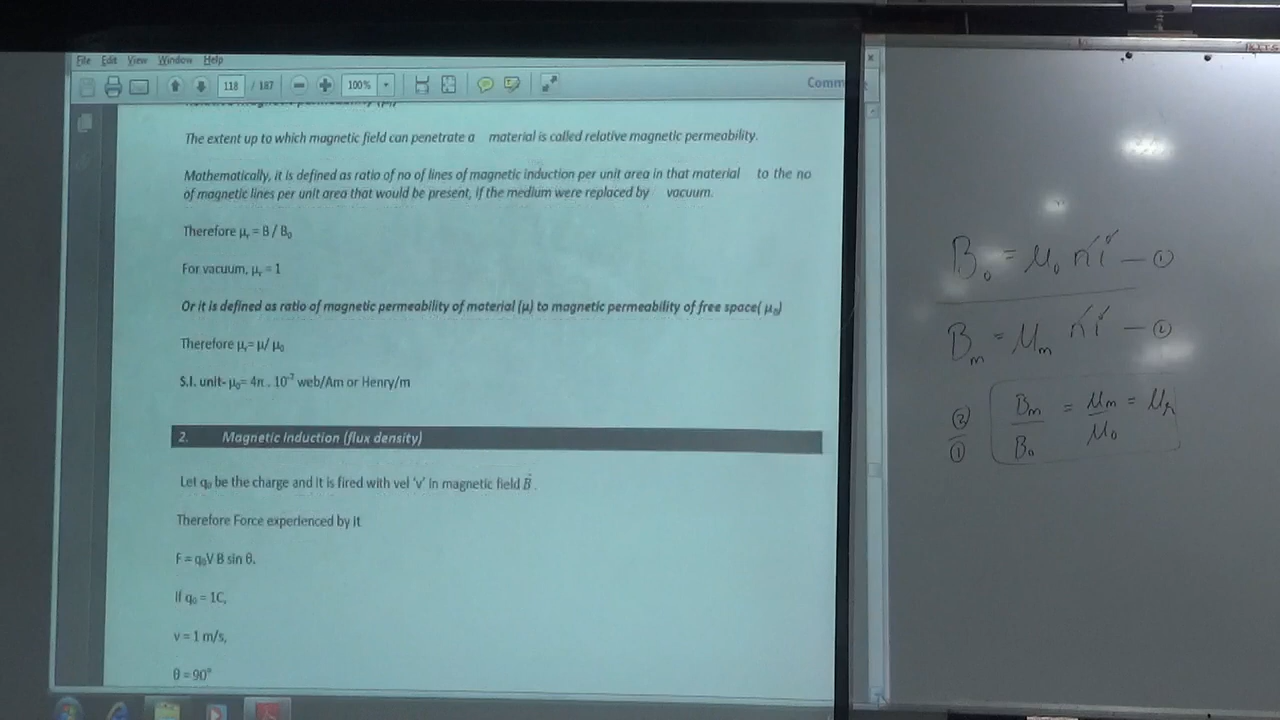 File Edit View Window Help
118 / 187 100% Comm
The extent up to which magnetic field can penetrate a material is called relative magnetic permeability.
Mathematically, it is defined as ratio of no of lines of magnetic induction per unit area in that material to the no
of magnetic lines per unit area that would be present, if the medium were replaced by vacuum.
Therefore μᵣ = B / B₀
For vacuum, μᵣ = 1
Or it is defined as ratio of magnetic permeability of material (μ) to magnetic permeability of free space( μ₀)
Therefore μᵣ= μ/ μ₀
S.I. unit- μ₀= 4π . 10⁻⁷ web/Am or Henry/m
2. Magnetic Induction (flux density)
Let q₀ be the charge and it is fired with vel 'v' in magnetic field B⃗ .
Therefore Force experienced by it
F = q₀V B sin θ.
If q₀ = 1C,
v = 1 m/s,
θ = 90°
B₀ = μ₀ ni — ①
Bₘ = μₘ ni — ②
②/① Bₘ/B₀ = μₘ/μ₀ = μᵣ